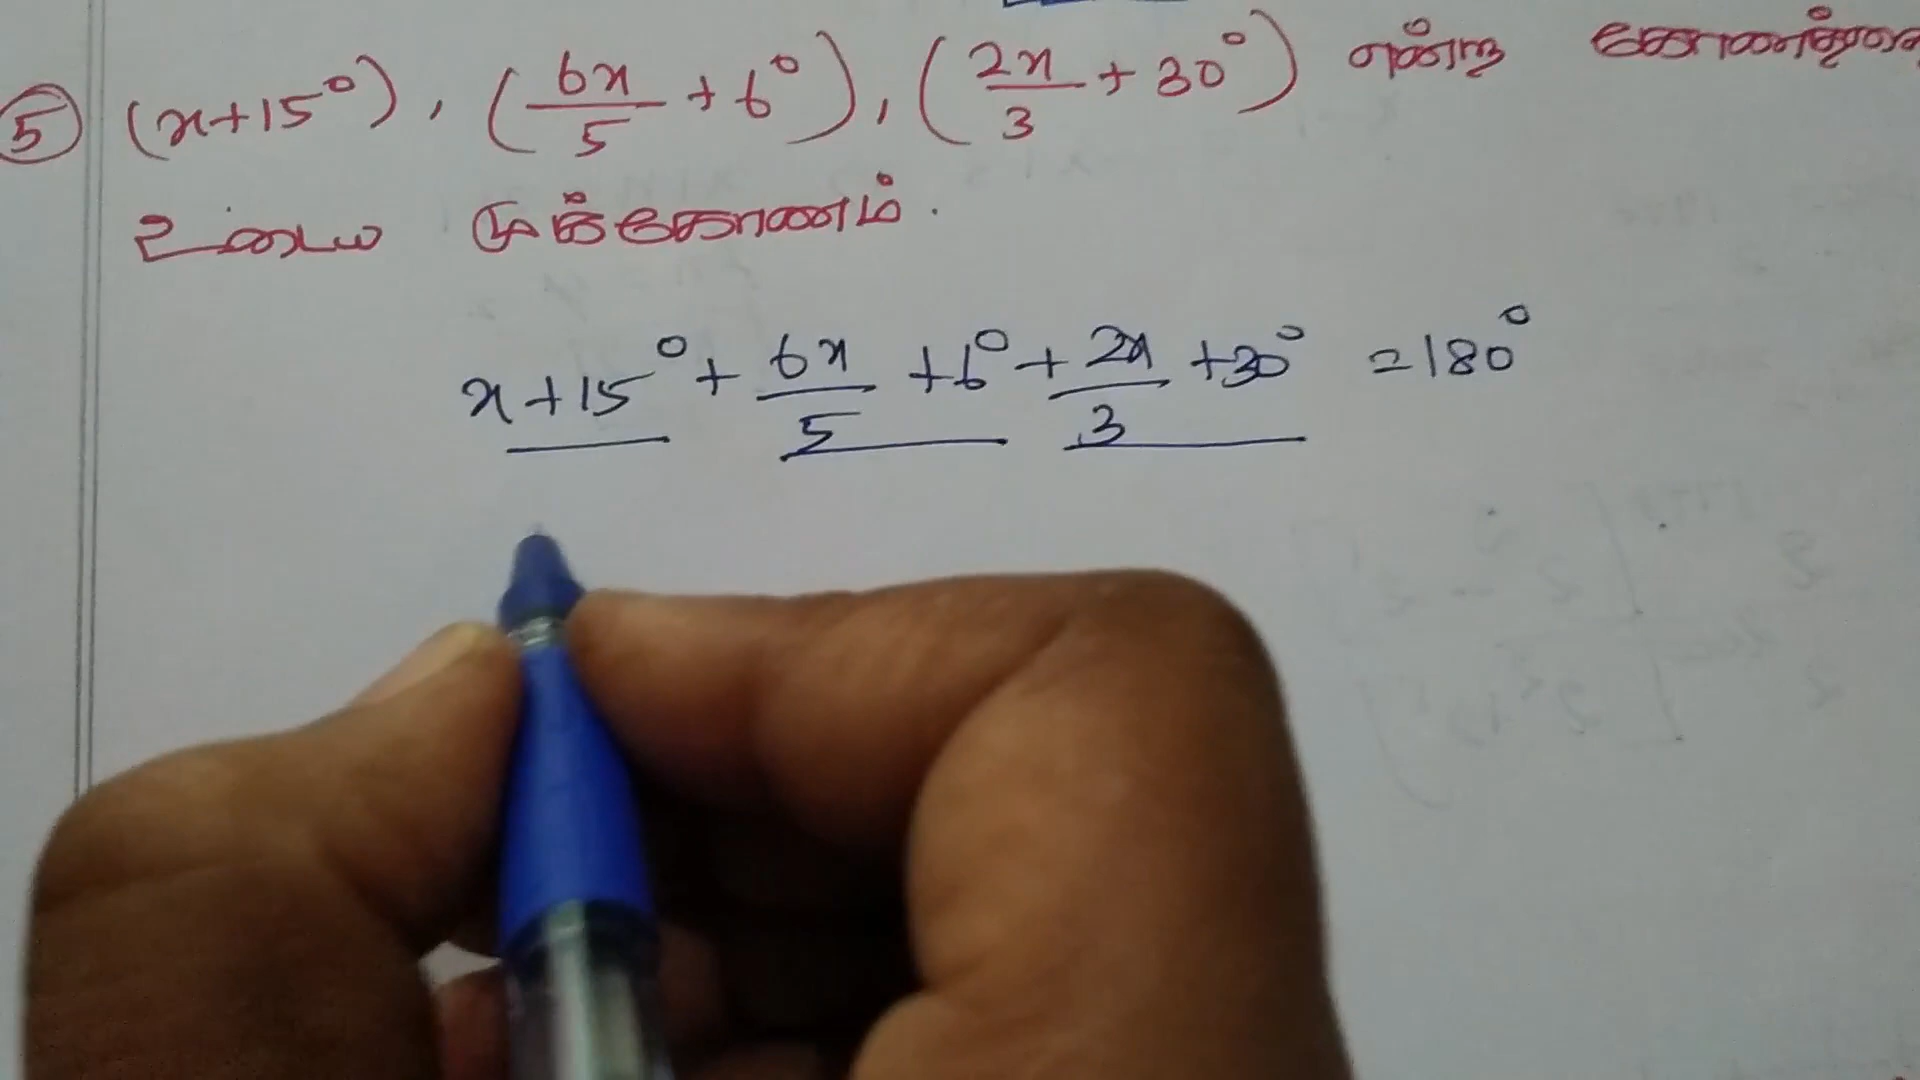 ⑤ (x+15°), (6x/5 + 6°), (2x/3 + 30°) என்ற
உடைய முக்கோணம்.
x+15° + 6x/5 + 6° + 2x/3 + 30° = 180°